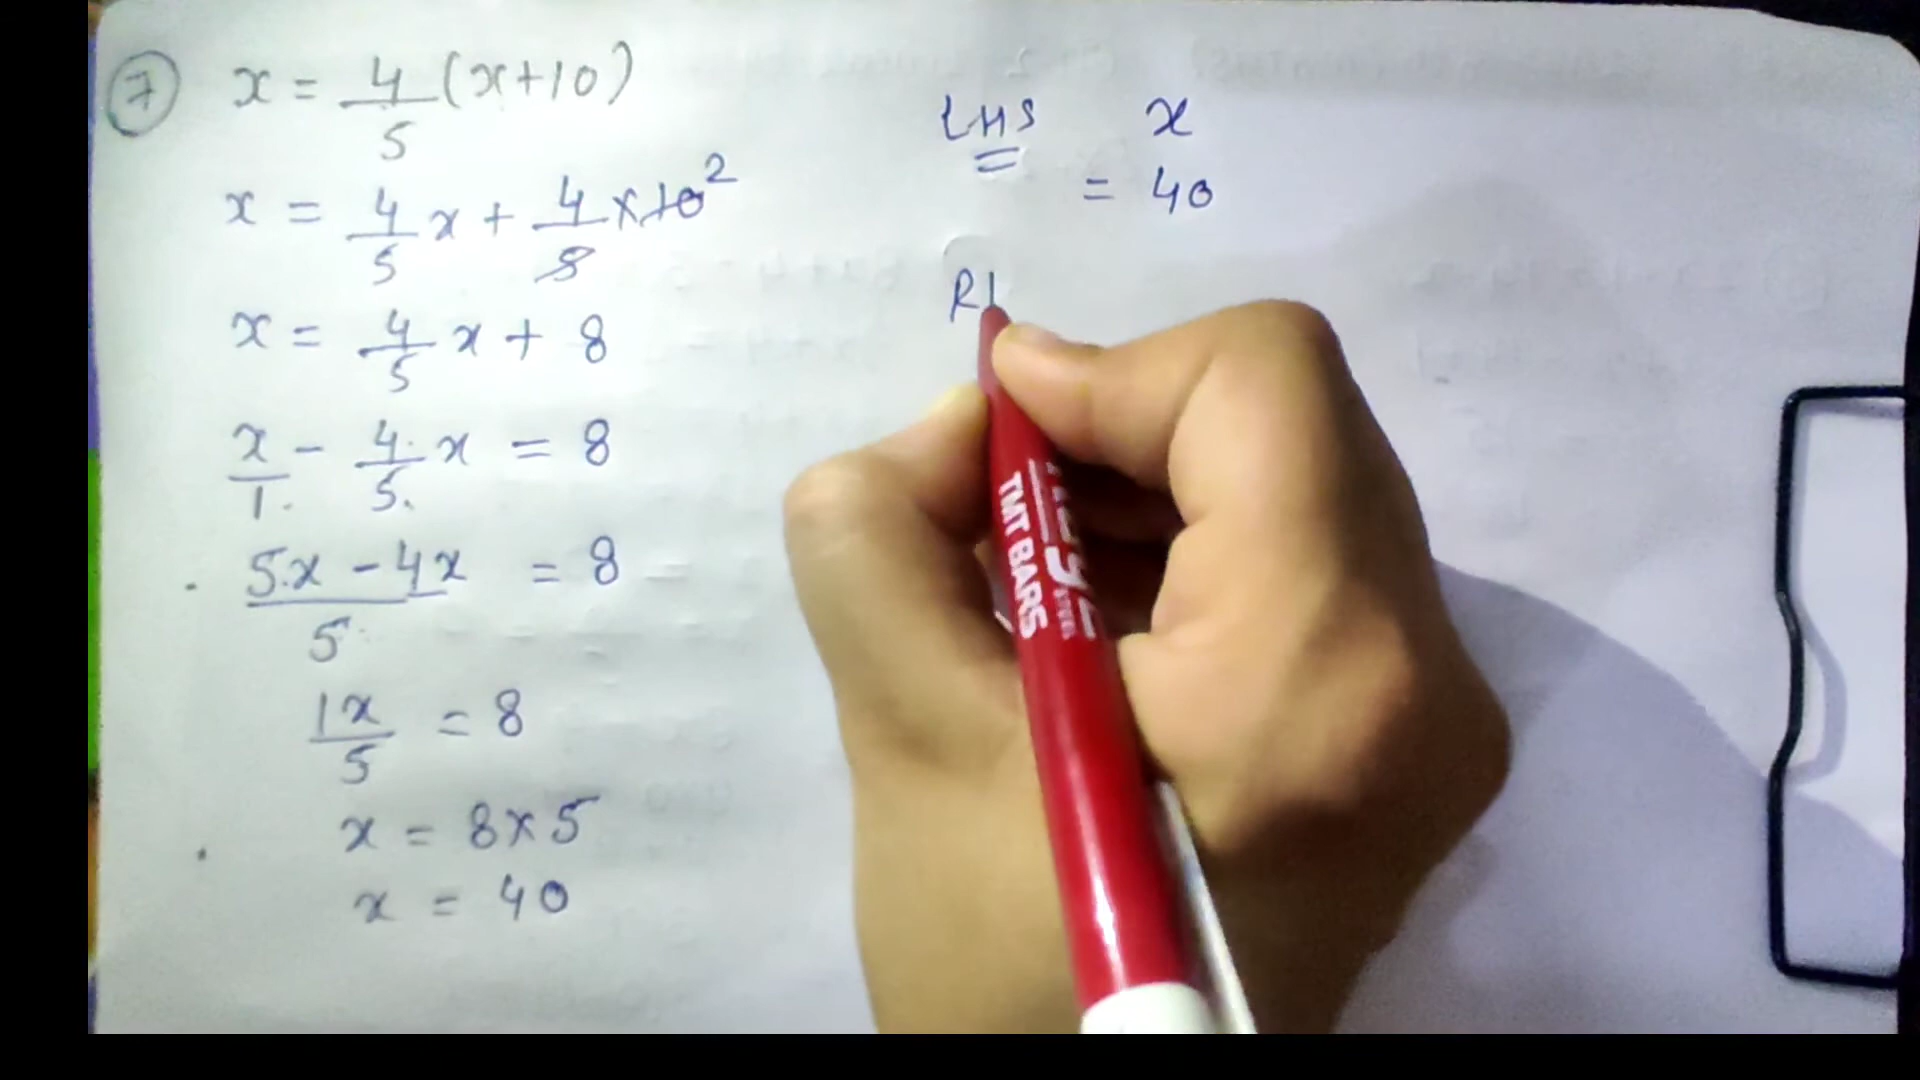 7 x = 4/5 (x+10)
x = 4/5 x + 4/5 x 10 2
x = 4/5 x + 8
x/1 - 4/5 x = 8
5x - 4x / 5 = 8
1x/5 = 8
x = 8x5
x = 40
LHS x
= 40
RH
TMT BARS